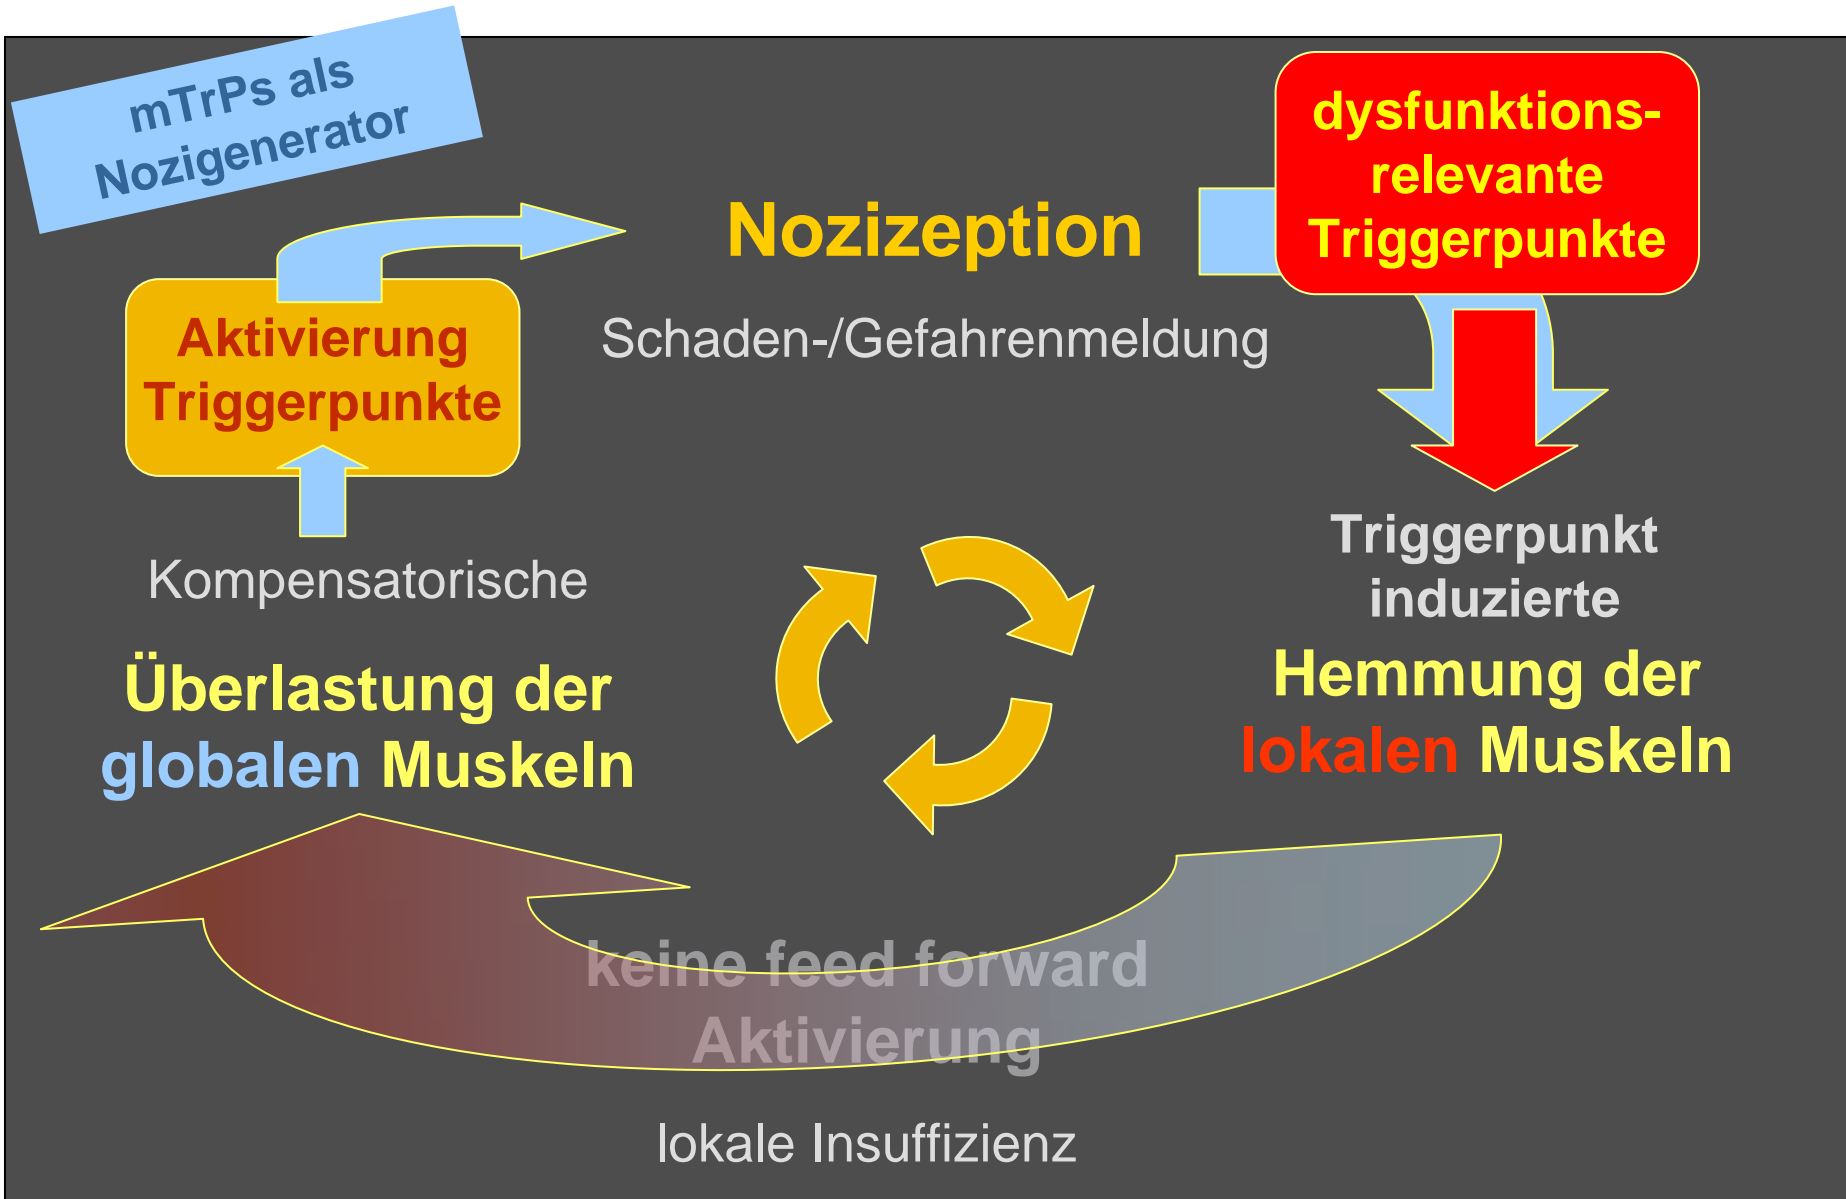 mTrPs als
Nozigenerator
dysfunktions-
relevante
Triggerpunkte
Nozizeption
Schaden-/Gefahrenmeldung
Aktivierung
Triggerpunkte
Kompensatorische
Überlastung der
globalen Muskeln
Triggerpunkt
induzierte
Hemmung der
lokalen Muskeln
keine feed forward
Aktivierung
lokale Insuffizienz